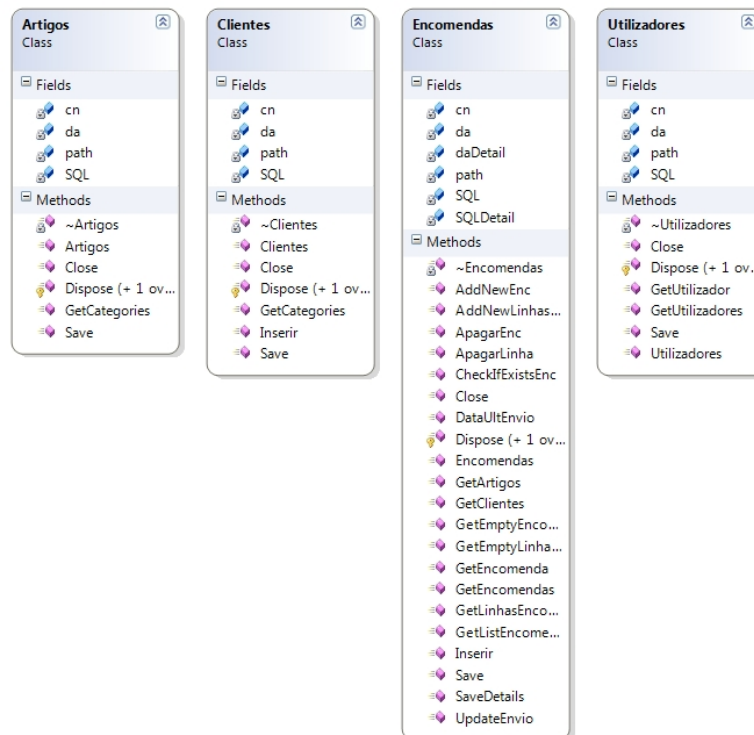 Artigos
Class
Fields
cn
da
path
SQL
Methods
~Artigos
Artigos
Close
Dispose (+ 1 ov...
GetCategories
Save
Clientes
Class
Fields
cn
da
path
SQL
Methods
~Clientes
Clientes
Close
Dispose (+ 1 ov...
GetCategories
Inserir
Save
Encomendas
Class
Fields
cn
da
daDetail
path
SQL
SQLDetail
Methods
~Encomendas
AddNewEnc
AddNewLinhas...
ApagarEnc
ApagarLinha
CheckIfExistsEnc
Close
DataUltEnvio
Dispose (+ 1 ov...
Encomendas
GetArtigos
GetClientes
GetEmptyEnco...
GetEmptyLinha...
GetEncomenda
GetEncomendas
GetLinhasEnco...
GetListEncome...
Inserir
Save
SaveDetails
UpdateEnvio
Utilizadores
Class
Fields
cn
da
path
SQL
Methods
~Utilizadores
Close
Dispose (+ 1 ov...
GetUtilizador
GetUtilizadores
Save
Utilizadores